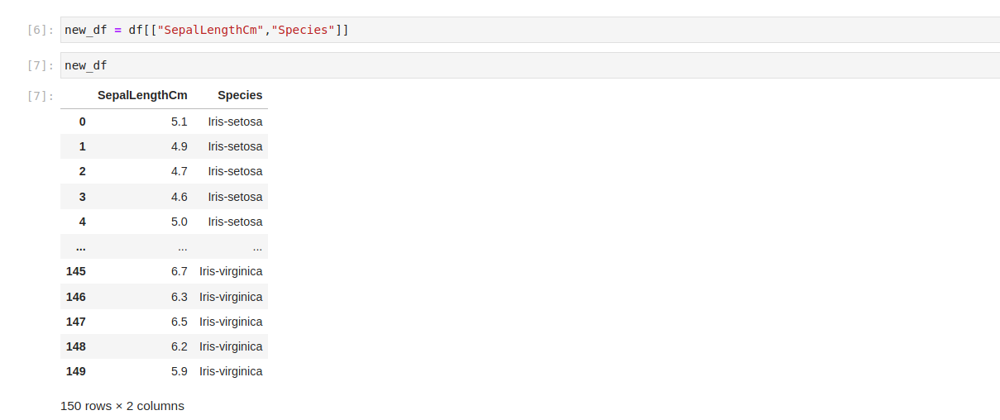 [6]: new_df = df[["SepalLengthCm","Species"]]
[7]: new_df
[7]: SepalLengthCm Species
0 5.1 Iris-setosa
1 4.9 Iris-setosa
2 4.7 Iris-setosa
3 4.6 Iris-setosa
4 5.0 Iris-setosa
... ... ...
145 6.7 Iris-virginica
146 6.3 Iris-virginica
147 6.5 Iris-virginica
148 6.2 Iris-virginica
149 5.9 Iris-virginica
150 rows × 2 columns